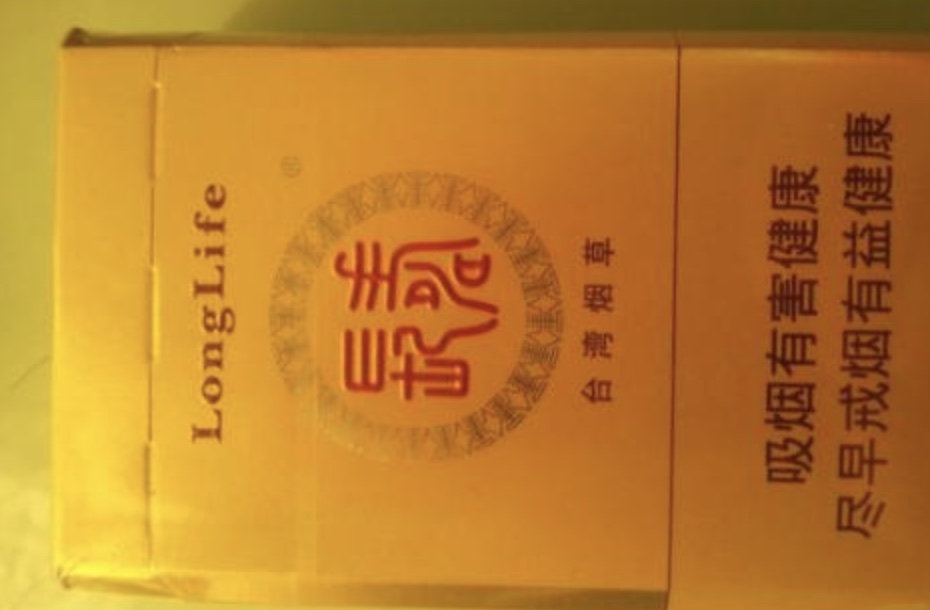 LongLife
®
長壽
台湾烟草
吸烟有害健康
尽早戒烟有益健康